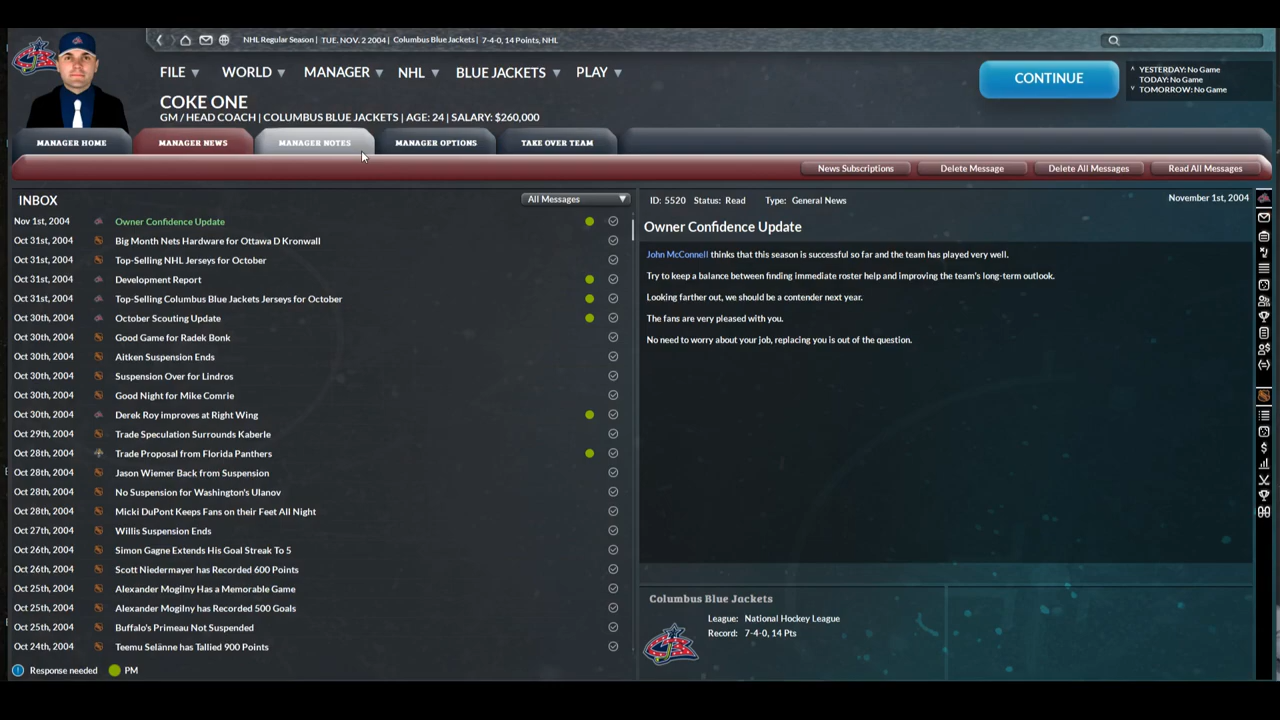 NHL Regular Season | TUE. NOV. 2 2004 | Columbus Blue Jackets | 7-4-0, 14 Points, NHL
FILE WORLD MANAGER NHL BLUE JACKETS PLAY
CONTINUE
YESTERDAY: No Game
TODAY: No Game
TOMORROW: No Game
COKE ONE
GM / HEAD COACH | COLUMBUS BLUE JACKETS | AGE: 24 | SALARY: $260,000
MANAGER HOME MANAGER NEWS MANAGER NOTES MANAGER OPTIONS TAKE OVER TEAM
News Subscriptions Delete Message Delete All Messages Read All Messages
INBOX All Messages
Nov 1st, 2004 Owner Confidence Update
Oct 31st, 2004 Big Month Nets Hardware for Ottawa D Kronwall
Oct 31st, 2004 Top-Selling NHL Jerseys for October
Oct 31st, 2004 Development Report
Oct 31st, 2004 Top-Selling Columbus Blue Jackets Jerseys for October
Oct 30th, 2004 October Scouting Update
Oct 30th, 2004 Good Game for Radek Bonk
Oct 30th, 2004 Aitken Suspension Ends
Oct 30th, 2004 Suspension Over for Lindros
Oct 30th, 2004 Good Night for Mike Comrie
Oct 30th, 2004 Derek Roy improves at Right Wing
Oct 29th, 2004 Trade Speculation Surrounds Kaberle
Oct 28th, 2004 Trade Proposal from Florida Panthers
Oct 28th, 2004 Jason Wiemer Back from Suspension
Oct 28th, 2004 No Suspension for Washington's Ulanov
Oct 28th, 2004 Micki DuPont Keeps Fans on their Feet All Night
Oct 27th, 2004 Willis Suspension Ends
Oct 26th, 2004 Simon Gagne Extends His Goal Streak To 5
Oct 26th, 2004 Scott Niedermayer has Recorded 600 Points
Oct 25th, 2004 Alexander Mogilny Has a Memorable Game
Oct 25th, 2004 Alexander Mogilny has Recorded 500 Goals
Oct 25th, 2004 Buffalo's Primeau Not Suspended
Oct 24th, 2004 Teemu Selänne has Tallied 900 Points
Response needed PM
ID: 5520 Status: Read Type: General News November 1st, 2004
Owner Confidence Update
John McConnell thinks that this season is successful so far and the team has played very well.
Try to keep a balance between finding immediate roster help and improving the team's long-term outlook.
Looking farther out, we should be a contender next year.
The fans are very pleased with you.
No need to worry about your job, replacing you is out of the question.
Columbus Blue Jackets
League: National Hockey League
Record: 7-4-0, 14 Pts